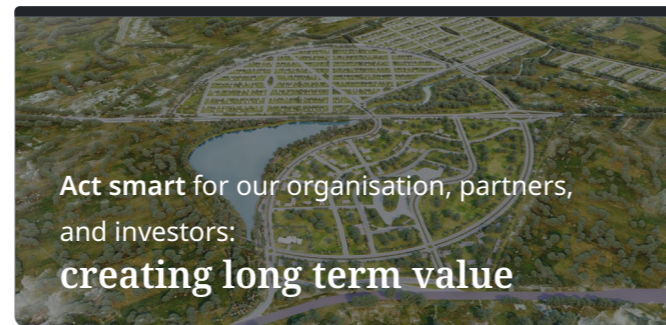 Act smart for our organisation, partners,
and investors:
creating long term value